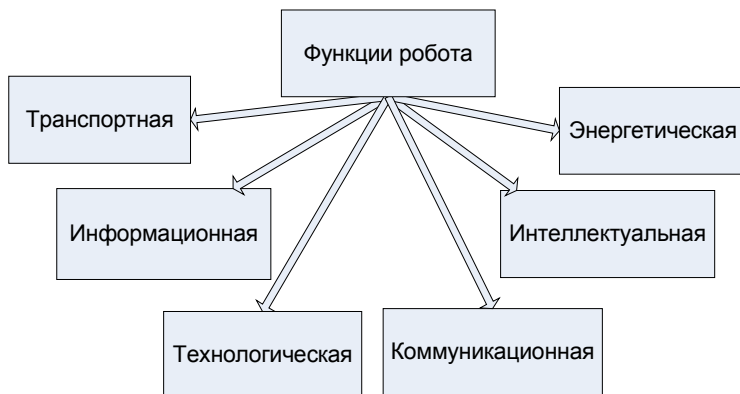 Функции робота
Транспортная
Энергетическая
Информационная
Интеллектуальная
Технологическая
Коммуникационная